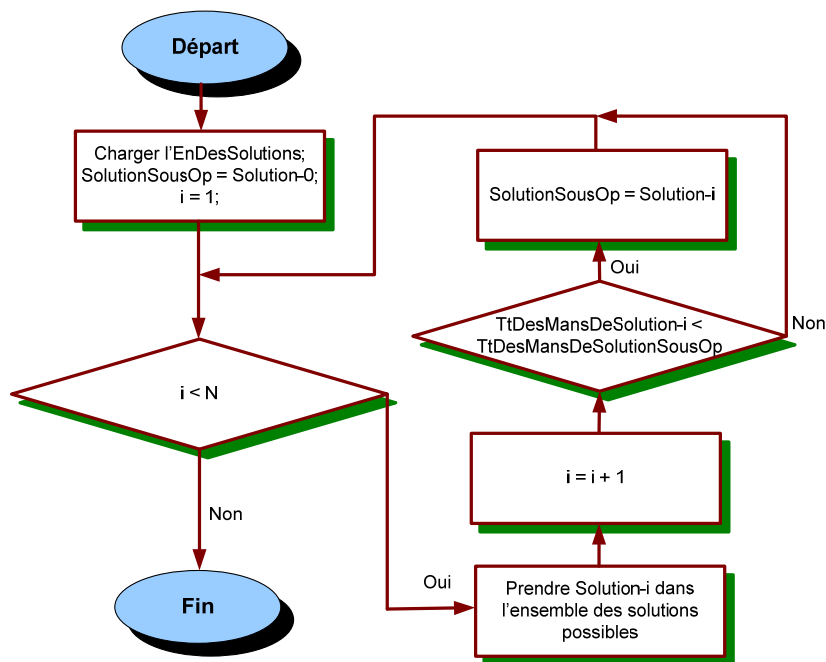 Départ
Charger l'EnDesSolutions;
SolutionSousOp = Solution-0;
i = 1;
i < N
Non
Fin
Oui
Prendre Solution-i dans
l'ensemble des solutions
possibles
i = i + 1
TtDesMansDeSolution-i <
TtDesMansDeSolutionSousOp
Non
Oui
SolutionSousOp = Solution-i